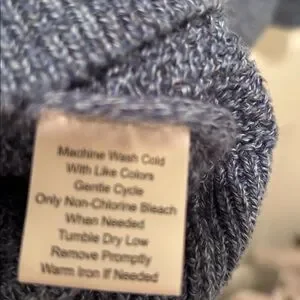 Machine Wash Cold
With Like Colors
Gentle Cycle
Only Non-Chlorine Bleach
When Needed
Tumble Dry Low
Remove Promptly
Warm Iron If Needed